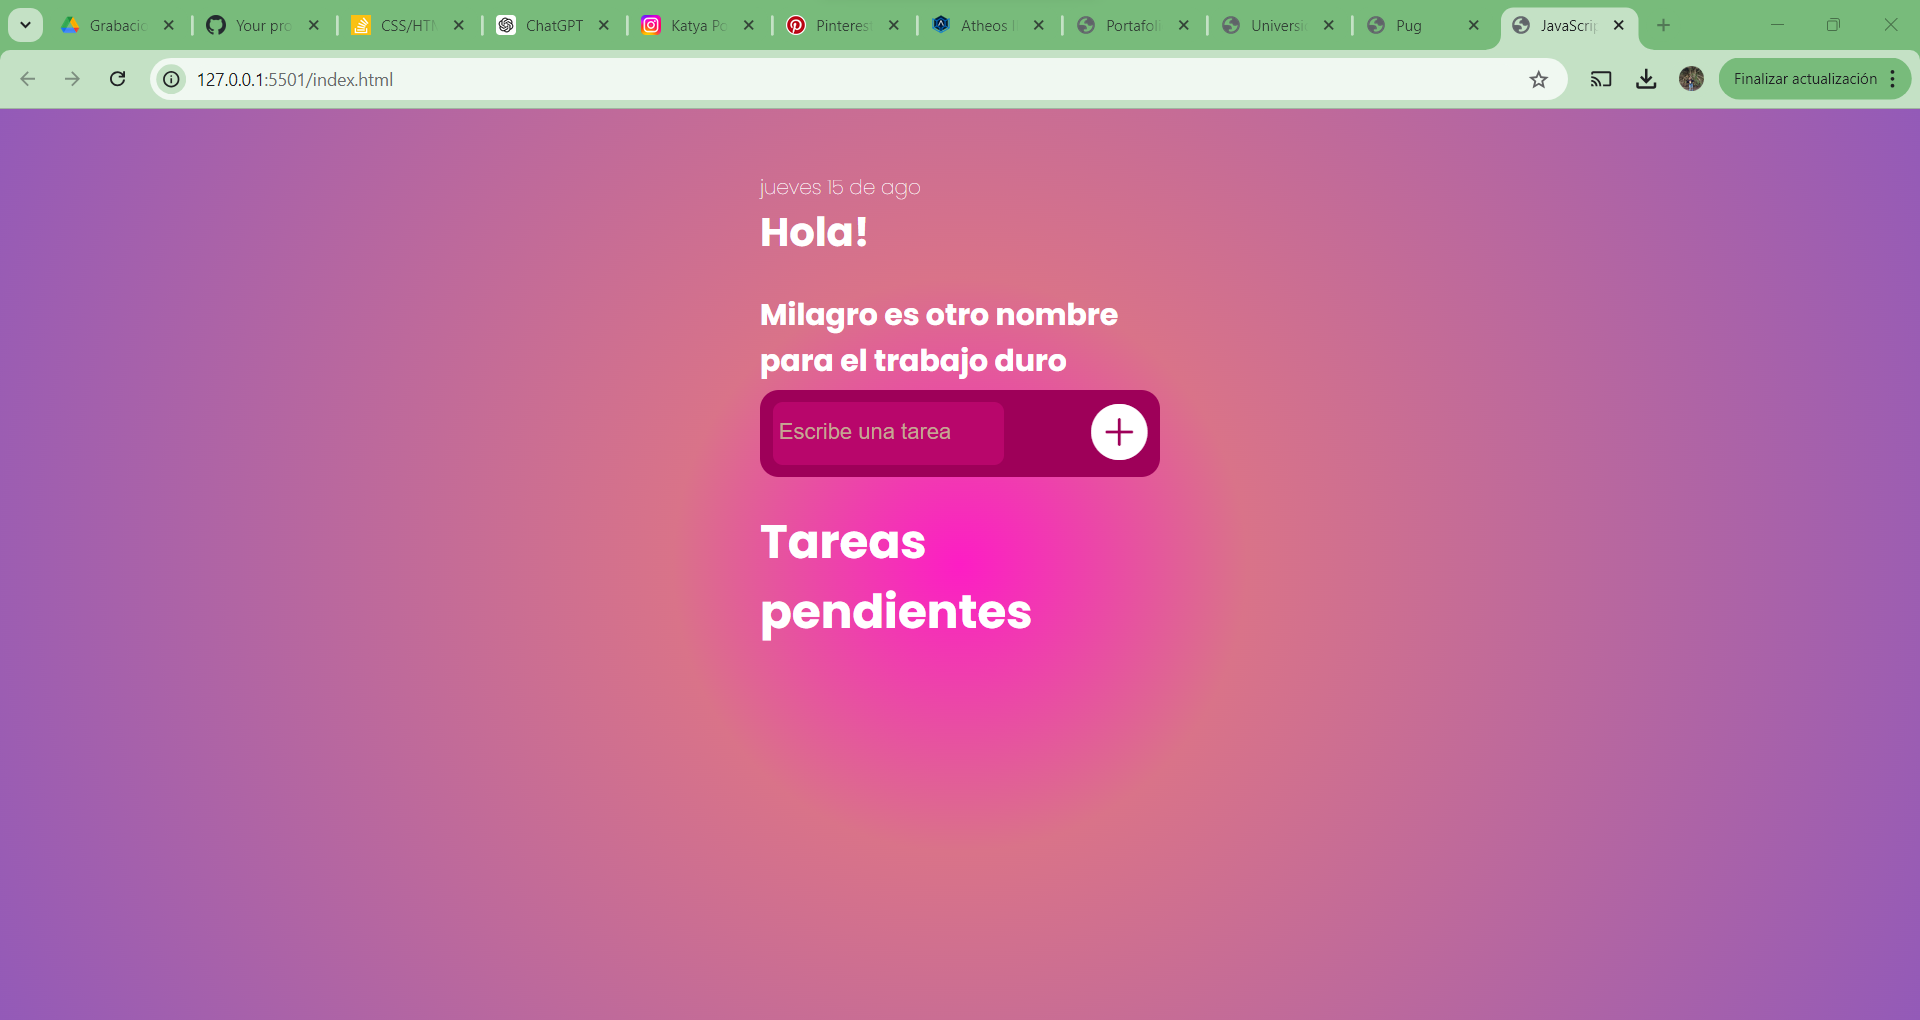 Grabacio
Your pro
CSS/HTM
ChatGPT
Katya Po
Pinterest
Atheos I
Portafoli
Universi
Pug
JavaScrip
127.0.0.1:5501/index.html
Finalizar actualización
jueves 15 de ago
Hola!
Milagro es otro nombre
para el trabajo duro
Escribe una tarea
Tareas
pendientes